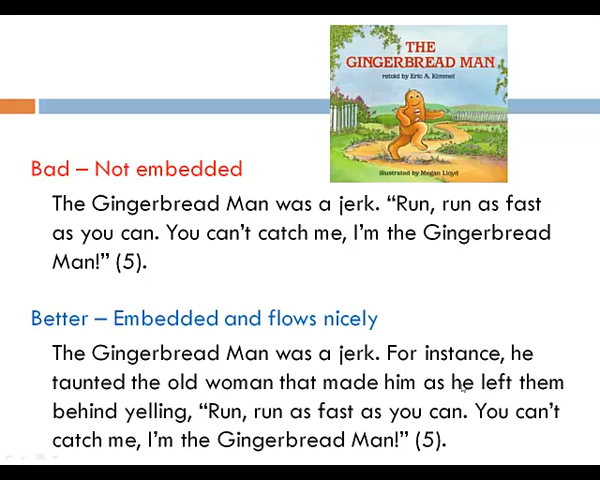 THE
GINGERBREAD MAN
retold by Eric A. Kimmel
illustrated by Megan Lloyd
Bad – Not embedded
The Gingerbread Man was a jerk. “Run, run as fast
as you can. You can’t catch me, I’m the Gingerbread
Man!” (5).
Better – Embedded and flows nicely
The Gingerbread Man was a jerk. For instance, he
taunted the old woman that made him as he left them
behind yelling, “Run, run as fast as you can. You can’t
catch me, I’m the Gingerbread Man!” (5).